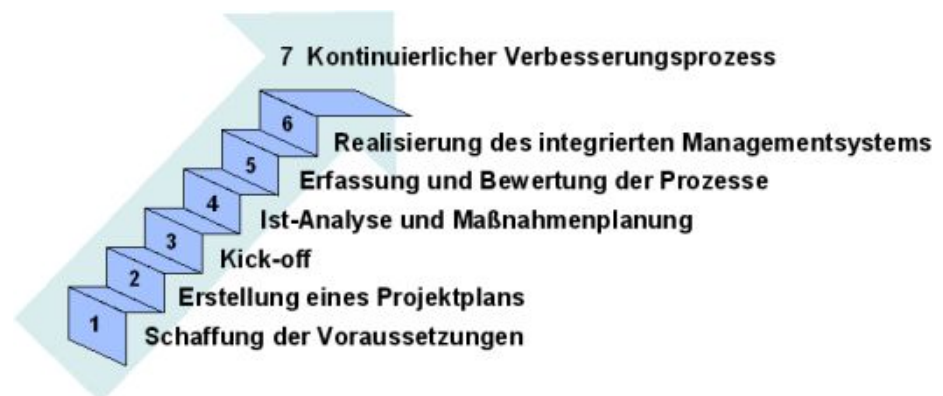 7 Kontinuierlicher Verbesserungsprozess
6 Realisierung des integrierten Managementsystems
5 Erfassung und Bewertung der Prozesse
4 Ist-Analyse und Maßnahmenplanung
3 Kick-off
2 Erstellung eines Projektplans
1 Schaffung der Voraussetzungen